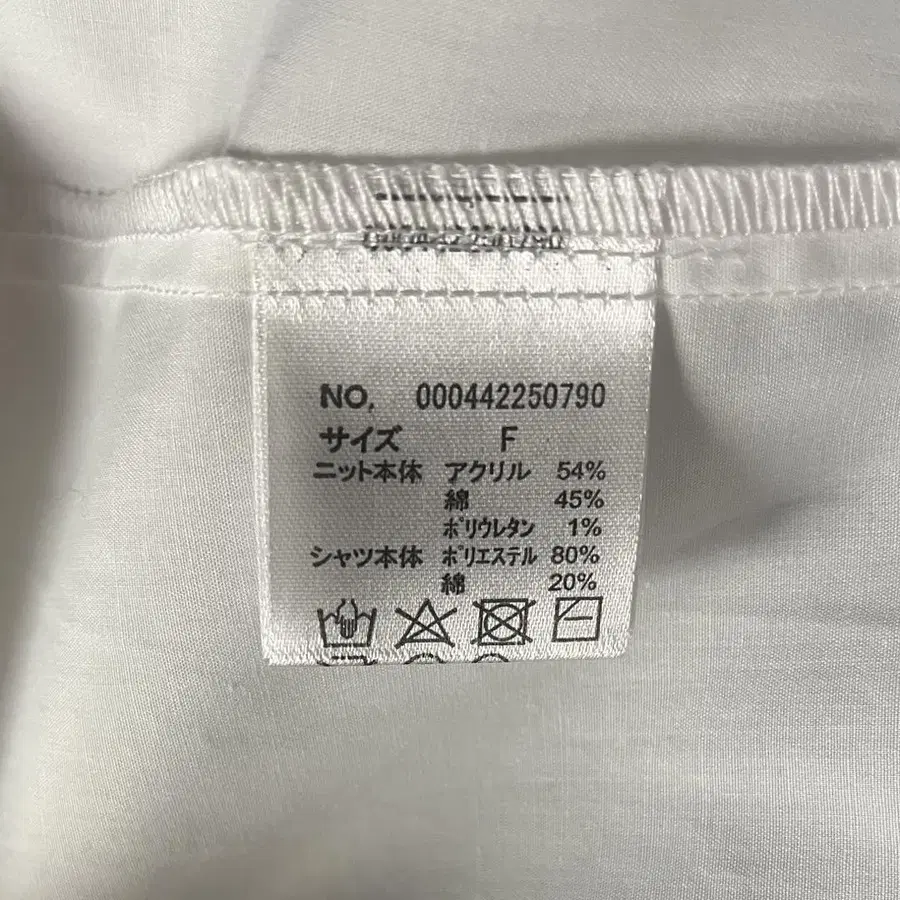 000442250790
NO. 000442250790
サイズ F
ニット本体 アクリル 54%
綿 45%
ポリウレタン 1%
シャツ本体 ポリエステル 80%
綿 20%